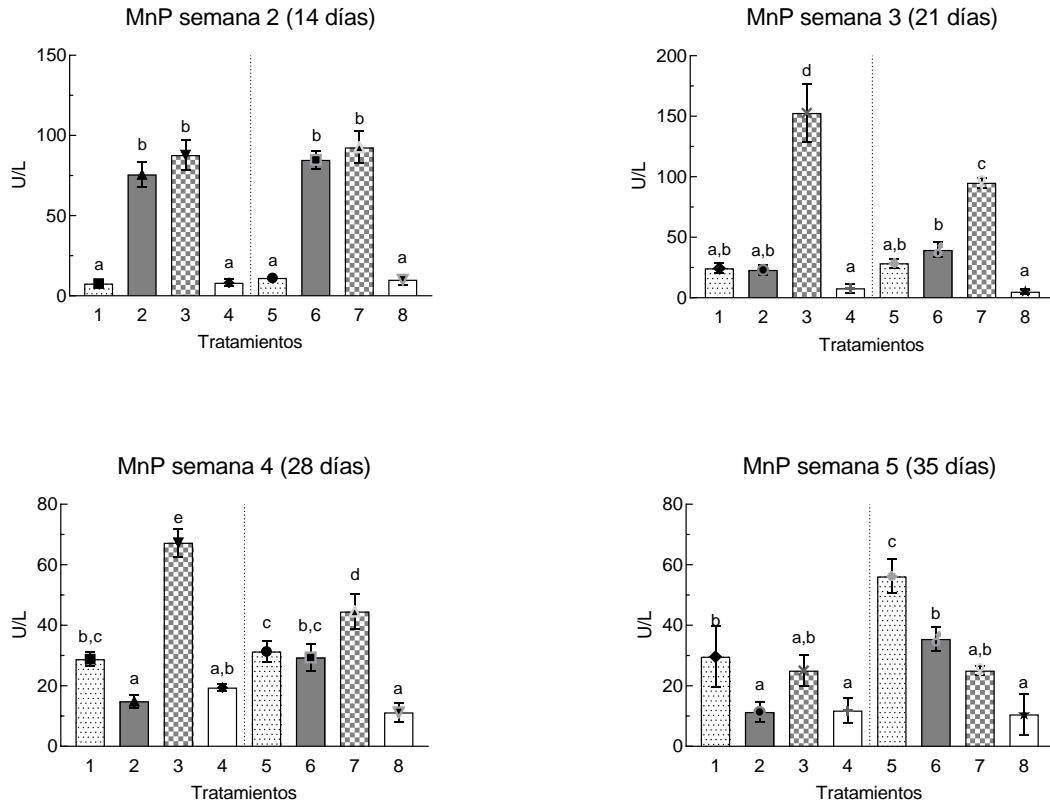 MnP semana 2 (14 días)
150
100
50
0
U/L
a
b
b
a
a
b
b
a
1 2 3 4 5 6 7 8
Tratamientos
MnP semana 3 (21 días)
200
150
100
50
0
U/L
a,b
a,b
d
a
a,b
b
c
a
1 2 3 4 5 6 7 8
Tratamientos
MnP semana 4 (28 días)
80
60
40
20
0
U/L
b,c
a
e
a,b
c
b,c
d
a
1 2 3 4 5 6 7 8
Tratamientos
MnP semana 5 (35 días)
80
60
40
20
0
U/L
b
a
a,b
a
c
b
a,b
a
1 2 3 4 5 6 7 8
Tratamientos